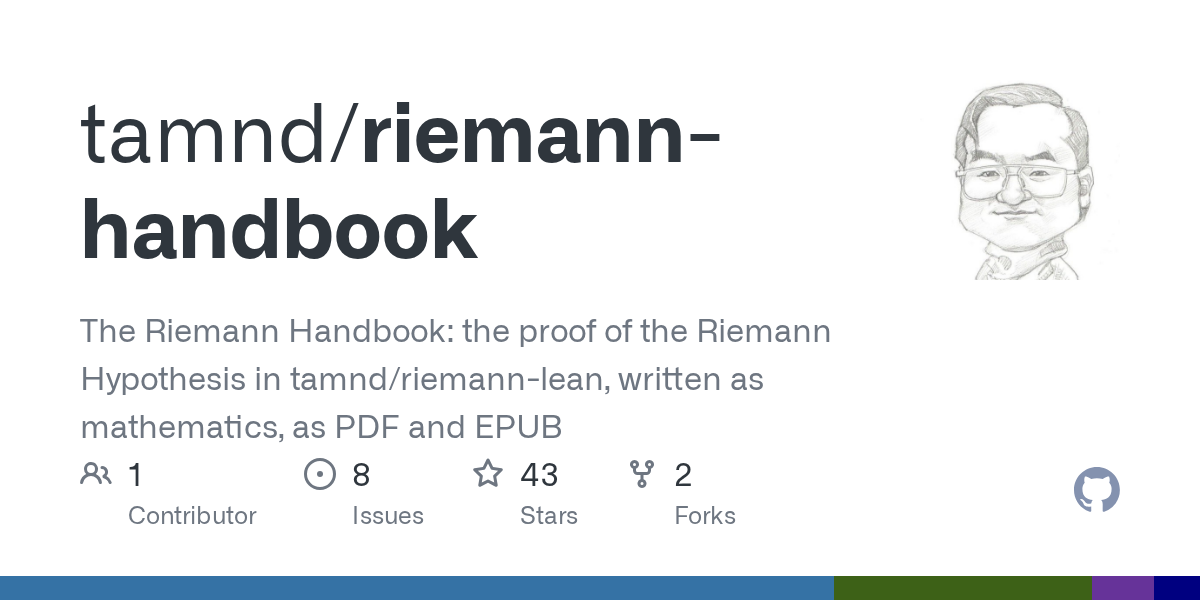 tamnd/riemann-
handbook
The Riemann Handbook: the proof of the Riemann
Hypothesis in tamnd/riemann-lean, written as
mathematics, as PDF and EPUB
1 8 43 2
Contributor Issues Stars Forks